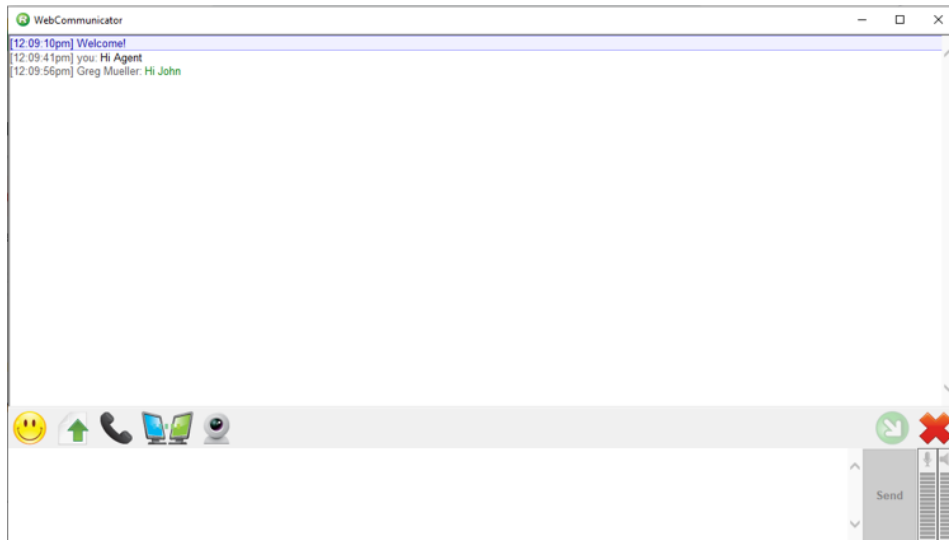 R WebCommunicator
[12:09:10pm] Welcome!
[12:09:41pm] you: Hi Agent
[12:09:56pm] Greg Mueller: Hi John
Send